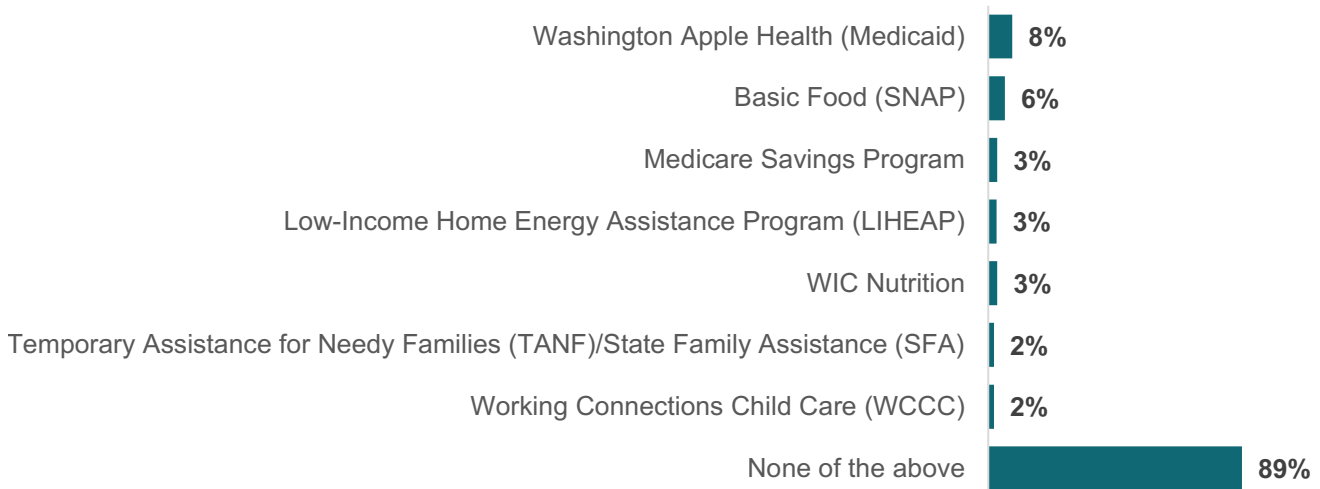 Washington Apple Health (Medicaid) 8%
Basic Food (SNAP) 6%
Medicare Savings Program 3%
Low-Income Home Energy Assistance Program (LIHEAP) 3%
WIC Nutrition 3%
Temporary Assistance for Needy Families (TANF)/State Family Assistance (SFA) 2%
Working Connections Child Care (WCCC) 2%
None of the above 89%